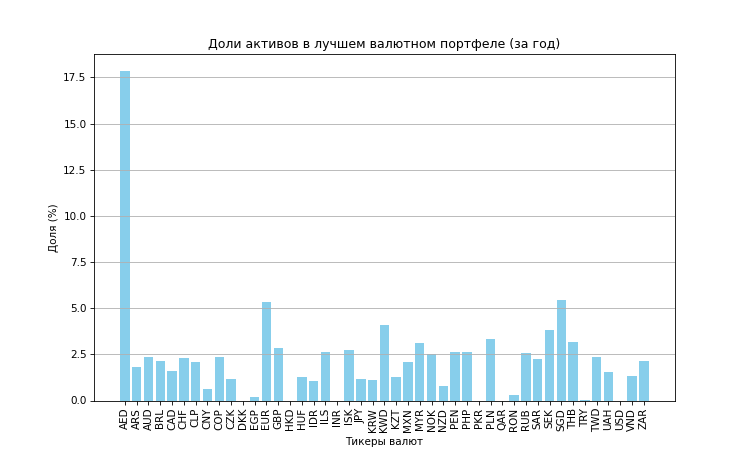 Доли активов в лучшем валютном портфеле (за год)
17.5
15.0
12.5
10.0
7.5
5.0
2.5
0.0
Доля (%)
AED ARS AUD BRL CAD CHF CLP CNY COP CZK DKK EGP EUR GBP HKD HUF IDR ILS INR ISK JPY KRW KWD KZT MXN MYR NOK NZD PEN PHP PKR PLN QAR RON RUB SAR SEK SGD THB TRY TWD UAH USD VND ZAR
Тикеры валют